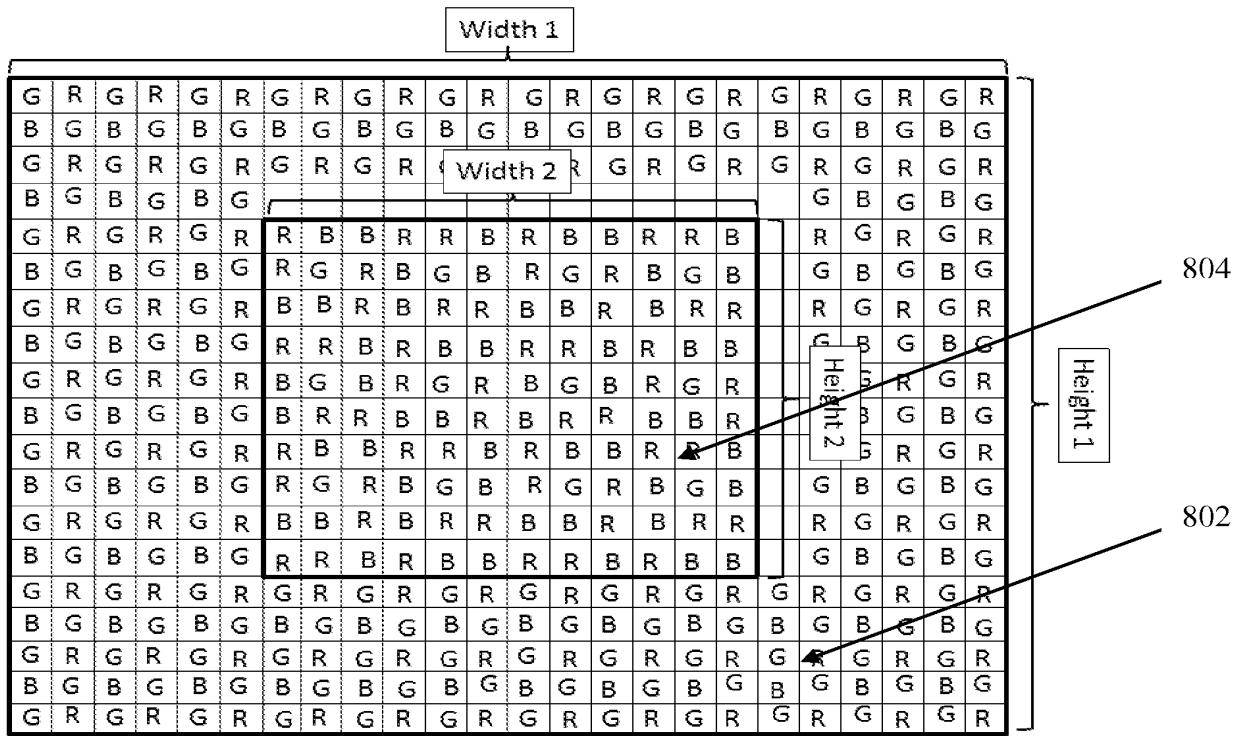 Width 1
G R G R G R G R G R G R G R G R G R G R G R G R
B G B G B G B G B G B G B G B G B G B G B G B G
G R G R G R G R G R R G R G R G R G R G R
Width 2
B G B G B G G B G B G
G R G R G R R B B R R B R B B R R B R G R G R
B G B G B G R G R B G B R G R B G B G B G B G
804
G R G R G R B B R B R R B B R B R R R G R G R
B G B G B G R R B R B B R R B R B B G B G B G
G R G R G R B G B R G R B G B R G R G R G R
Height 2
Height 1
B G B G B G B R R B B R B R R B B R B G B G
G R G R G R R B B R R B R B B R B G R G R
B G B G B G R G R B G B R G R B G B G B G B G
802
G R G R G R B B R B R R B B R B R R R G R G R
B G B G B G R R B R B B R R B R B B G B G B G
G R G R G R G R G R G R G R G R G R G R G R G R
B G B G B G B G B G B G B G B G B G B G B G B G
G R G R G R G R G R G R G R G R G R G R G R G R
B G B G B G B G B G B G B G B G B G B G B G B G
G R G R G R G R G R G R G R G R G R G R G R G R